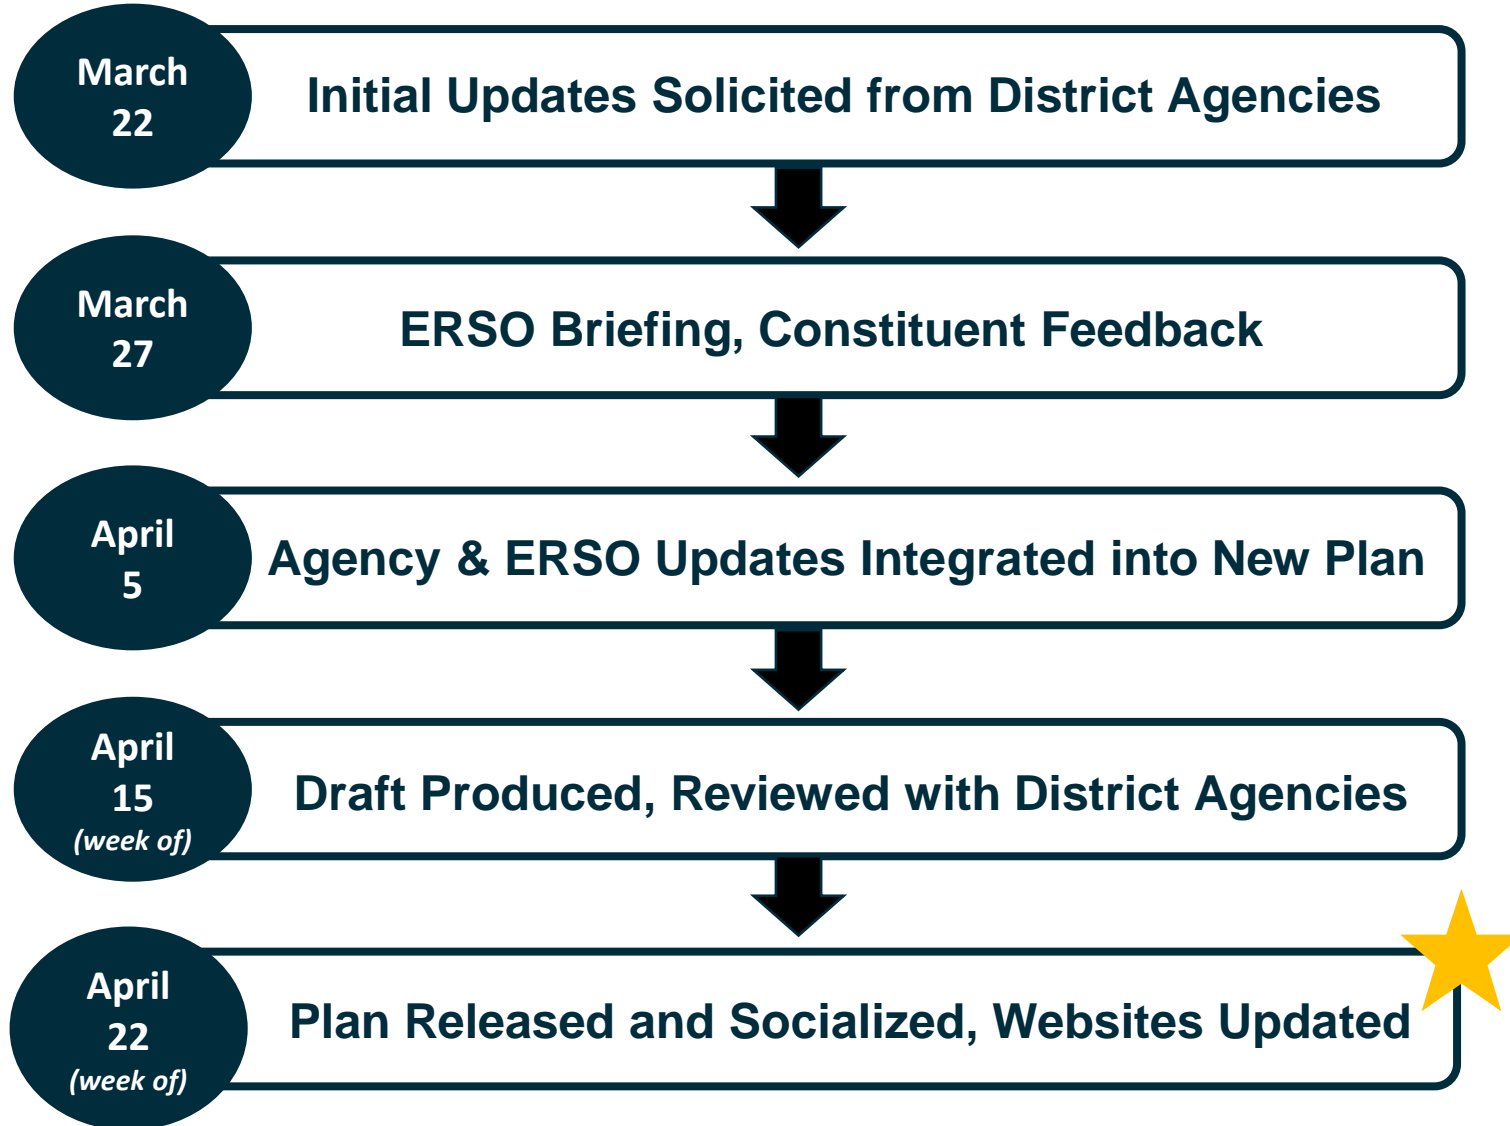 March
22
Initial Updates Solicited from District Agencies
March
27
ERSO Briefing, Constituent Feedback
April
5
Agency & ERSO Updates Integrated into New Plan
April
15
(week of)
Draft Produced, Reviewed with District Agencies
April
22
(week of)
Plan Released and Socialized, Websites Updated